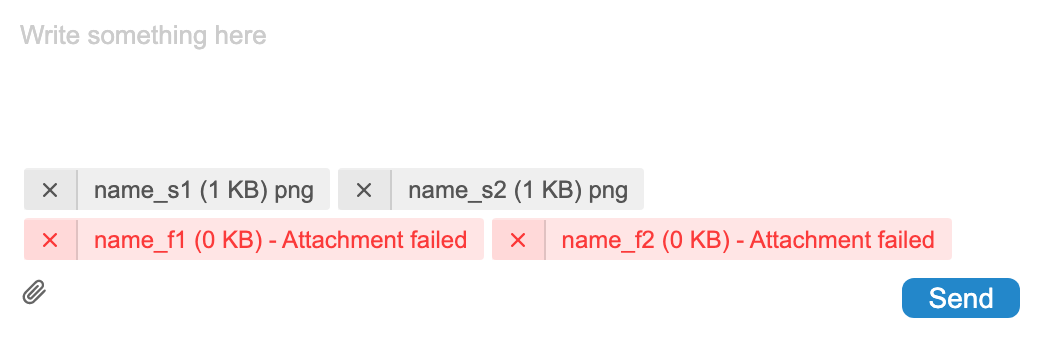 Write something here
× name_s1 (1 KB) png × name_s2 (1 KB) png
× name_f1 (0 KB) - Attachment failed × name_f2 (0 KB) - Attachment failed
Send